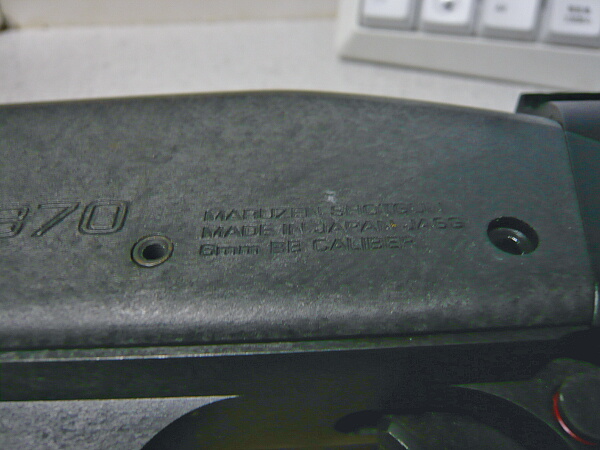 870
MARUZEN SHOTGUN
MADE IN JAPAN JASG
6mm BB CALIBER